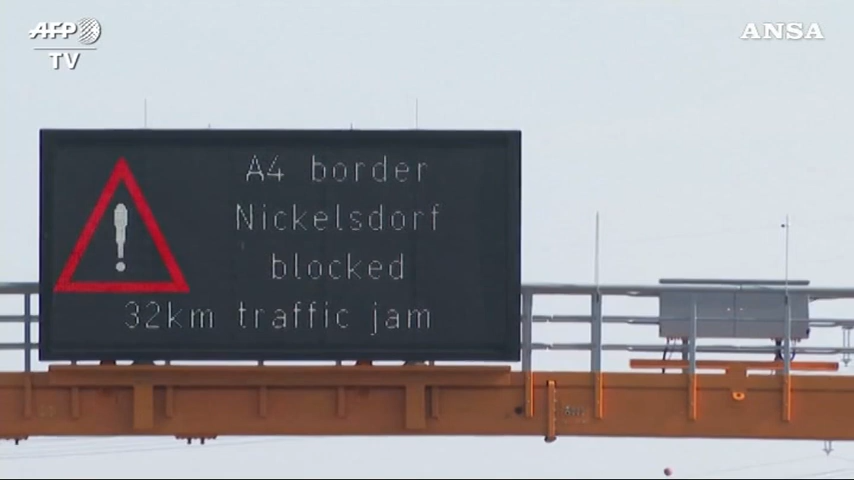 AFP
TV
ANSA
A4 border
Nickelsdorf
blocked
32km traffic jam